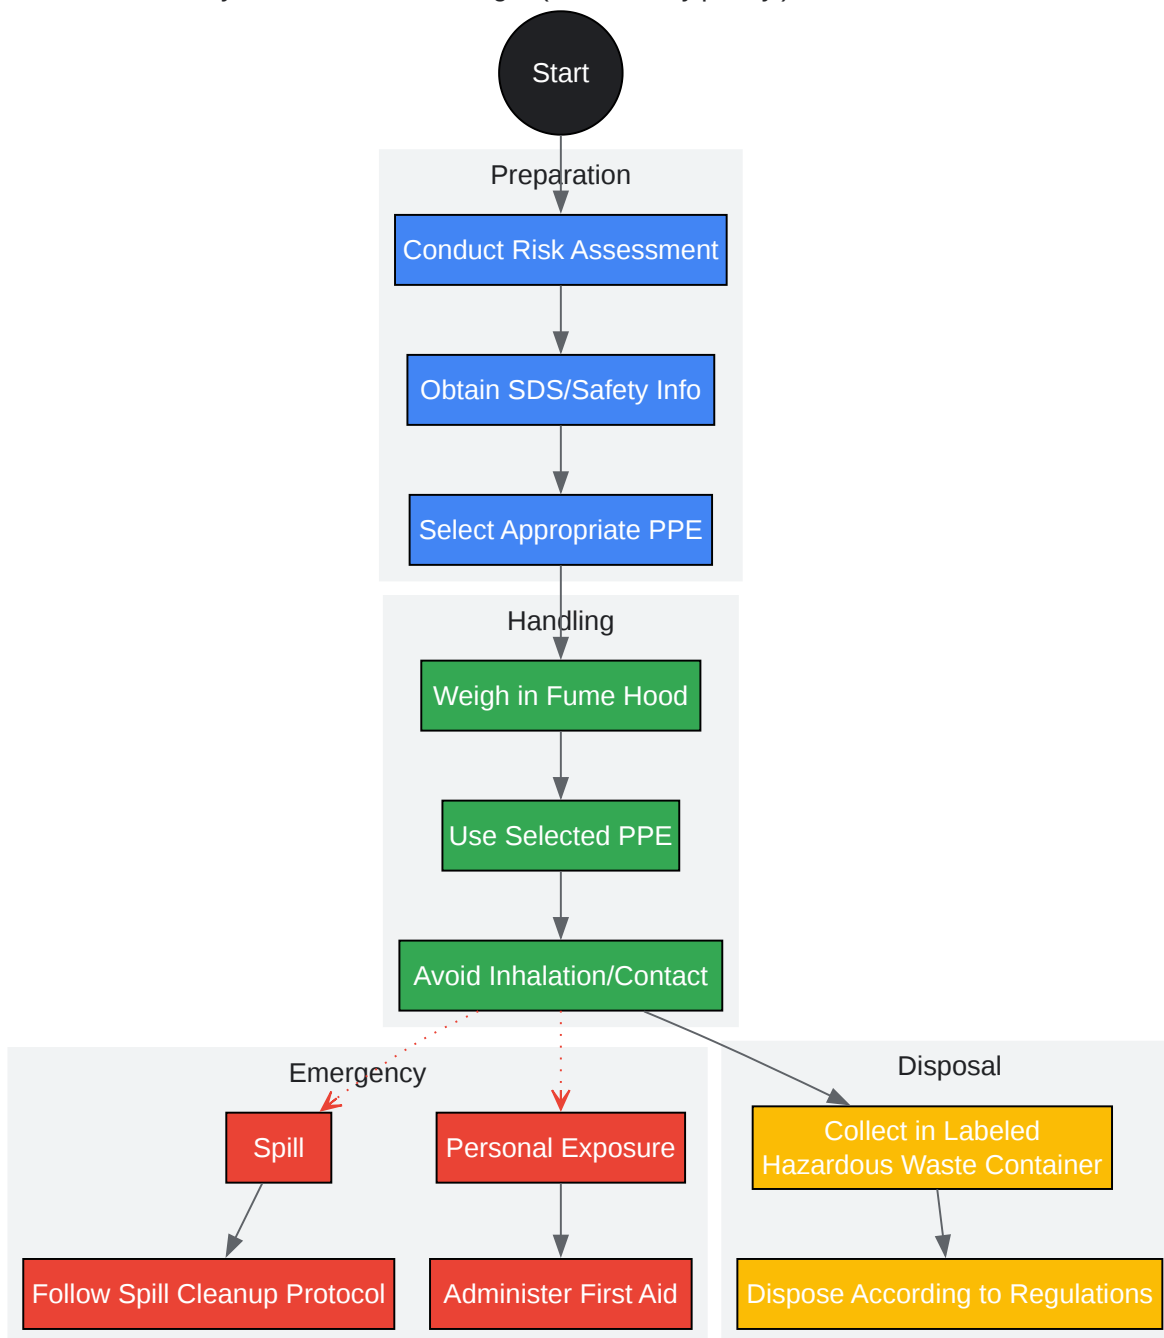 Start
Preparation
Conduct Risk Assessment
Obtain SDS/Safety Info
Select Appropriate PPE
Handling
Weigh in Fume Hood
Use Selected PPE
Avoid Inhalation/Contact
Emergency
Disposal
Spill
Personal Exposure
Collect in Labeled
Hazardous Waste Container
Follow Spill Cleanup Protocol
Administer First Aid
Dispose According to Regulations